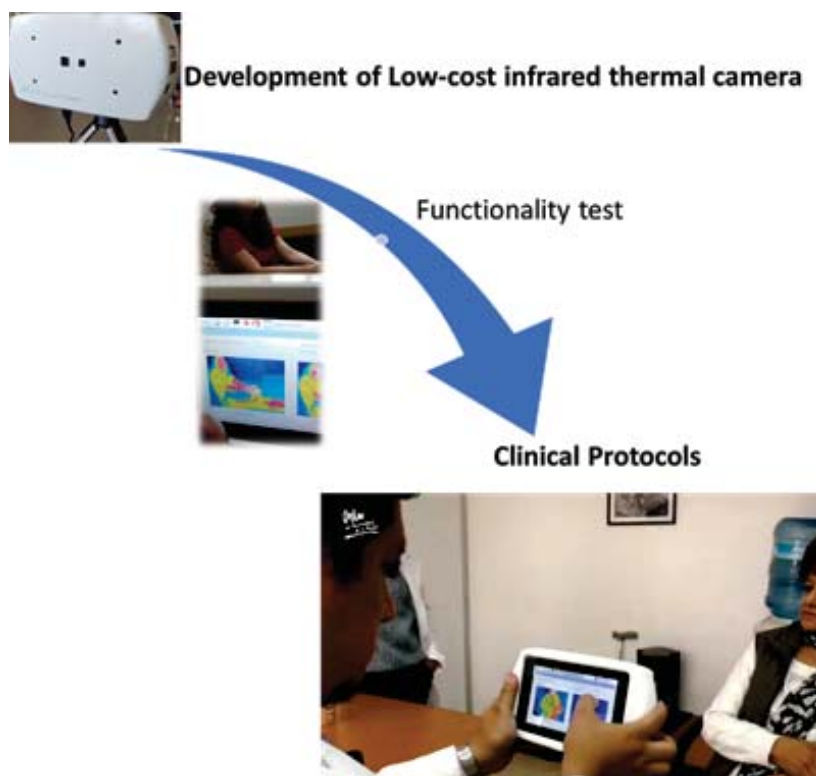 Development of Low-cost infrared thermal camera
Functionality test
Clinical Protocols